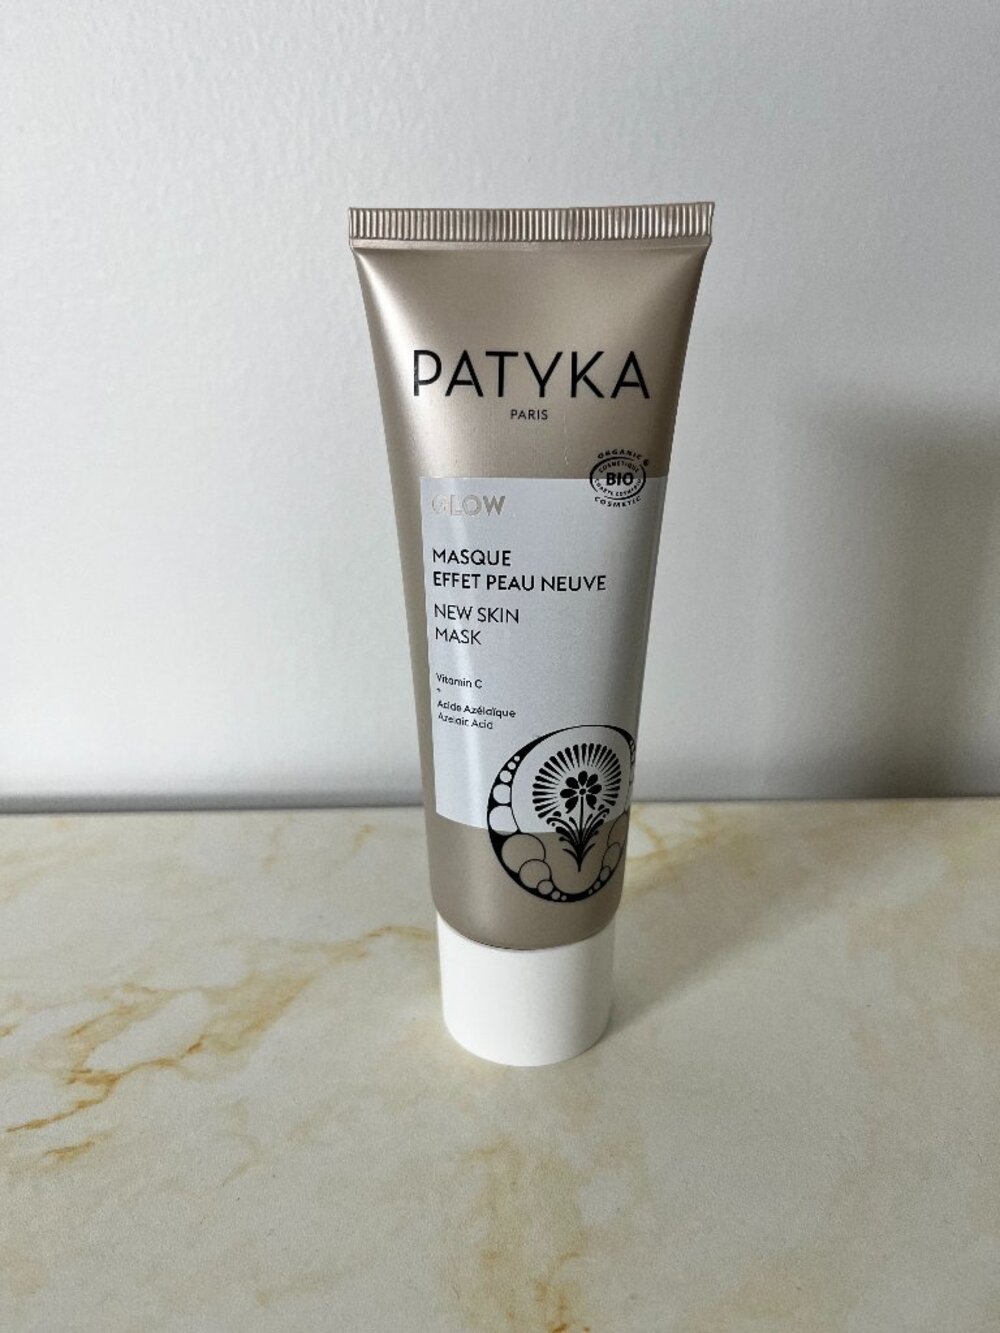 PATYKA
PARIS
ORGANIC &
COSMÉTIQUE
BIO
COSMETIC
GLOW
MASQUE
EFFET PEAU NEUVE
NEW SKIN
MASK
Vitamin C
+
Acide Azélaïque
Azelaic Acid